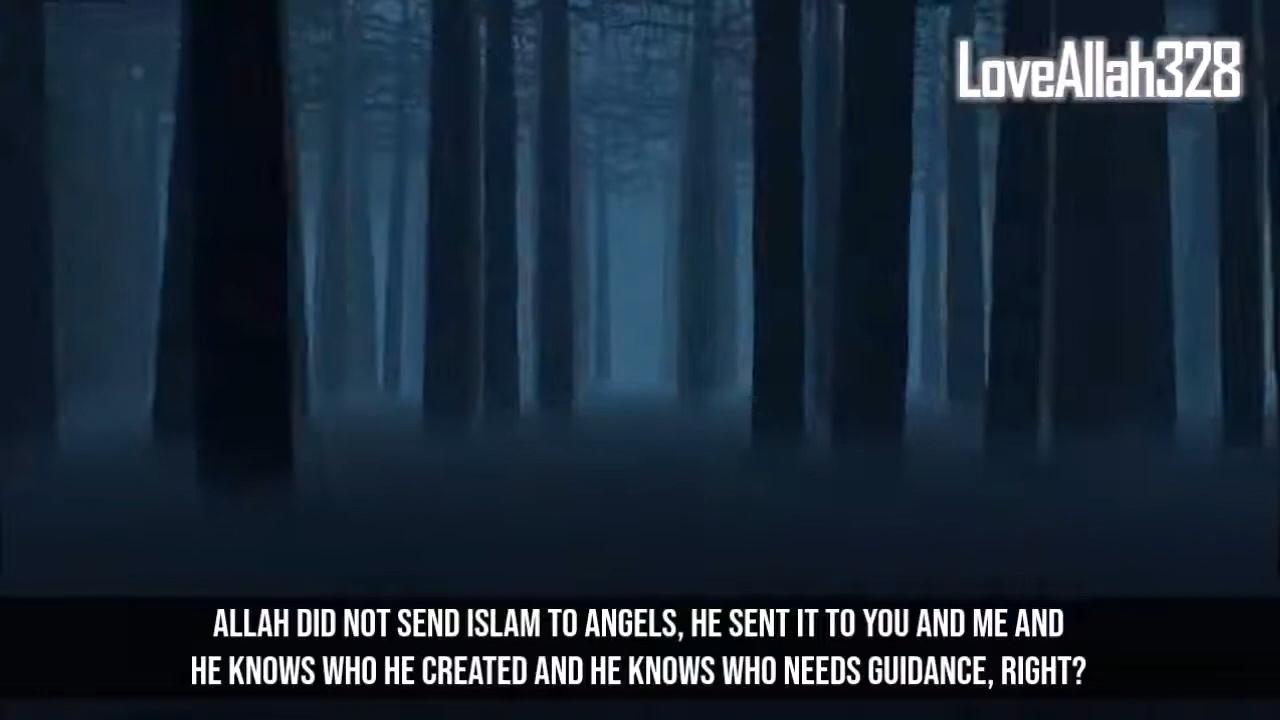 LoveAllah328
ALLAH DID NOT SEND ISLAM TO ANGELS, HE SENT IT TO YOU AND ME AND
HE KNOWS WHO HE CREATED AND HE KNOWS WHO NEEDS GUIDANCE, RIGHT?